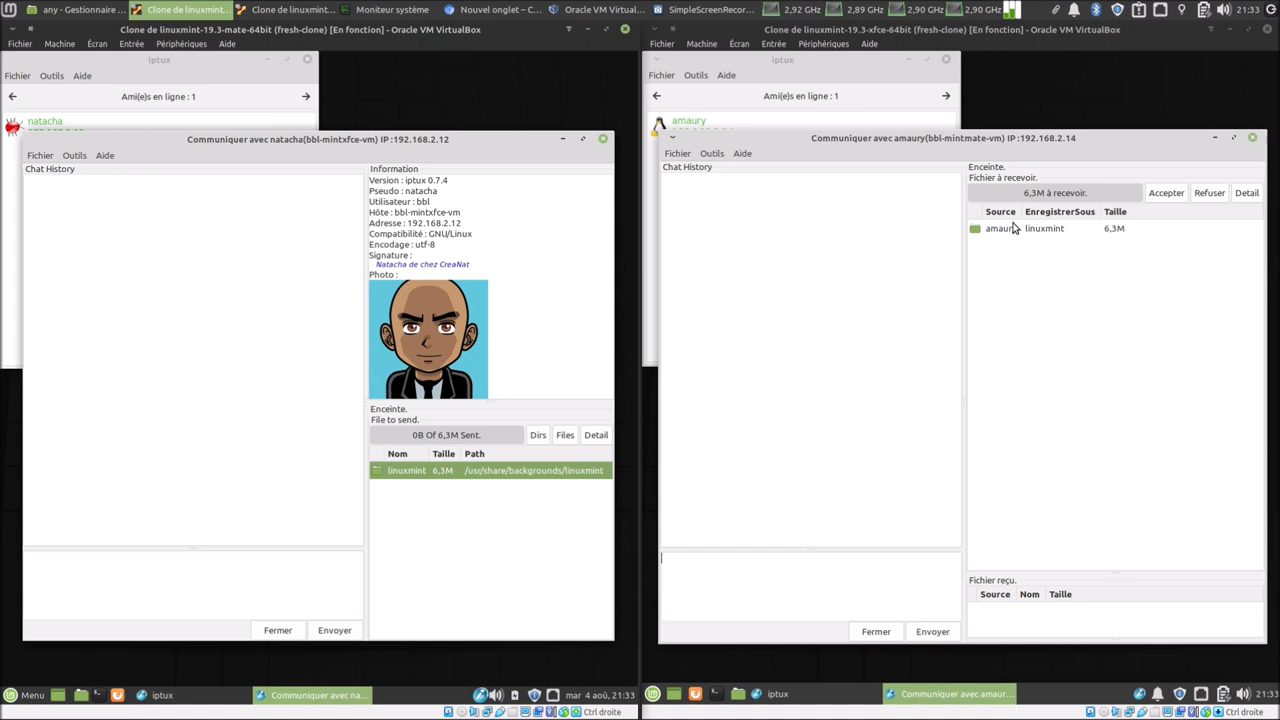 any - Gestionnaire ...
Clone de linuxmint...
Clone de linuxmint...
Moniteur système
Nouvel onglet – C...
Oracle VM Virtual...
SimpleScreenRecor...
2,92 GHz
2,89 GHz
2,90 GHz
2,90 GHz
21:33
Clone de linuxmint-19.3-mate-64bit (fresh-clone) [En fonction] - Oracle VM VirtualBox
Fichier Machine Écran Entrée Périphériques Aide
iptux
Fichier Outils Aide
Ami(e)s en ligne : 1
natacha
Communiquer avec natacha(bbl-mintxfce-vm) IP :192.168.2.12
Fichier Outils Aide
Chat History
Information
Version : iptux 0.7.4
Pseudo : natacha
Utilisateur : bbl
Hôte : bbl-mintxfce-vm
Adresse : 192.168.2.12
Compatibilité : GNU/Linux
Encodage : utf-8
Signature :
Natacha de chez CreaNat
Photo :
Enceinte.
File to send.
0B Of 6,3M Sent.
Dirs Files Detail
Nom Taille Path
linuxmint 6,3M /usr/share/backgrounds/linuxmint
Fermer Envoyer
Menu
iptux
Communiquer avec na...
mar 4 aoû, 21:33
Ctrl droite
Clone de linuxmint-19.3-xfce-64bit (fresh-clone) [En fonction] - Oracle VM VirtualBox
Fichier Machine Écran Entrée Périphériques Aide
iptux
Fichier Outils Aide
Ami(e)s en ligne : 1
amaury
Communiquer avec amaury(bbl-mintmate-vm) IP :192.168.2.14
Fichier Outils Aide
Chat History
Enceinte.
Fichier à recevoir.
6,3M à recevoir.
Accepter Refuser Detail
Source EnregistrerSous Taille
amaury linuxmint 6,3M
Fichier reçu.
Source Nom Taille
Fermer Envoyer
iptux
Communiquer avec amaur...
21:33
Ctrl droite